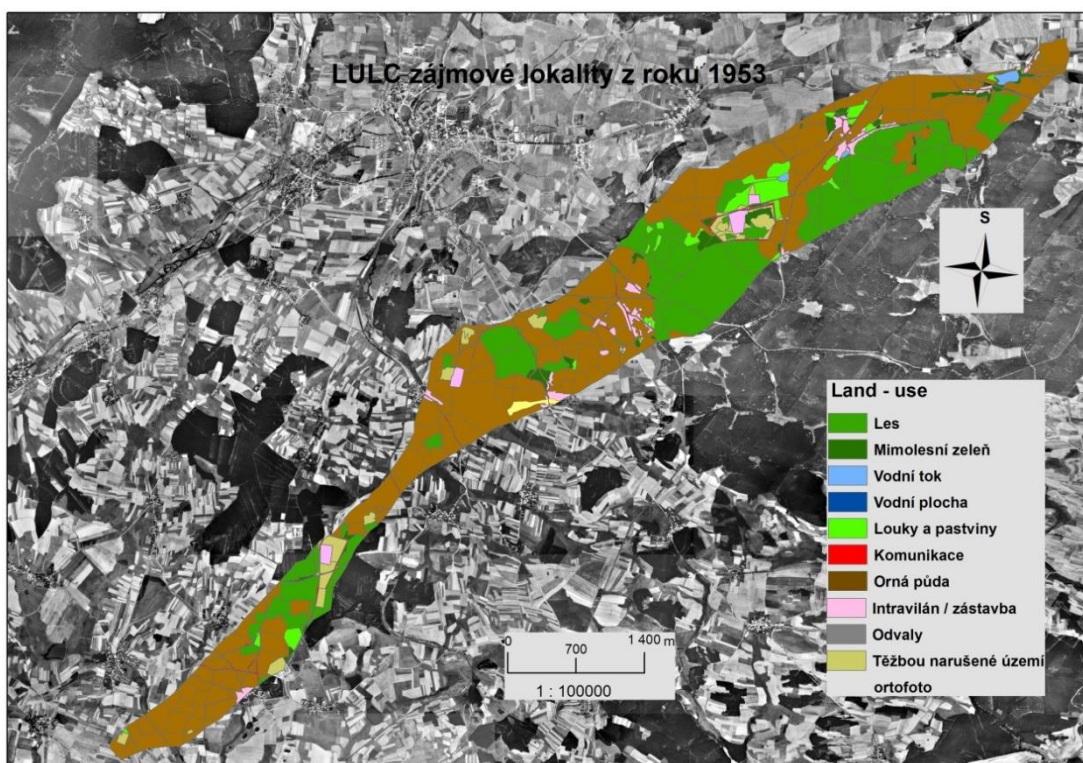 LULC zájmové lokality z roku 1953
S
Land - use
Les
Mimolesní zeleň
Vodní tok
Vodní plocha
Louky a pastviny
Komunikace
Orná půda
Intravilán / zástavba
Odvaly
Těžbou narušené území
ortofoto
0 700 1 400 m
1 : 100000